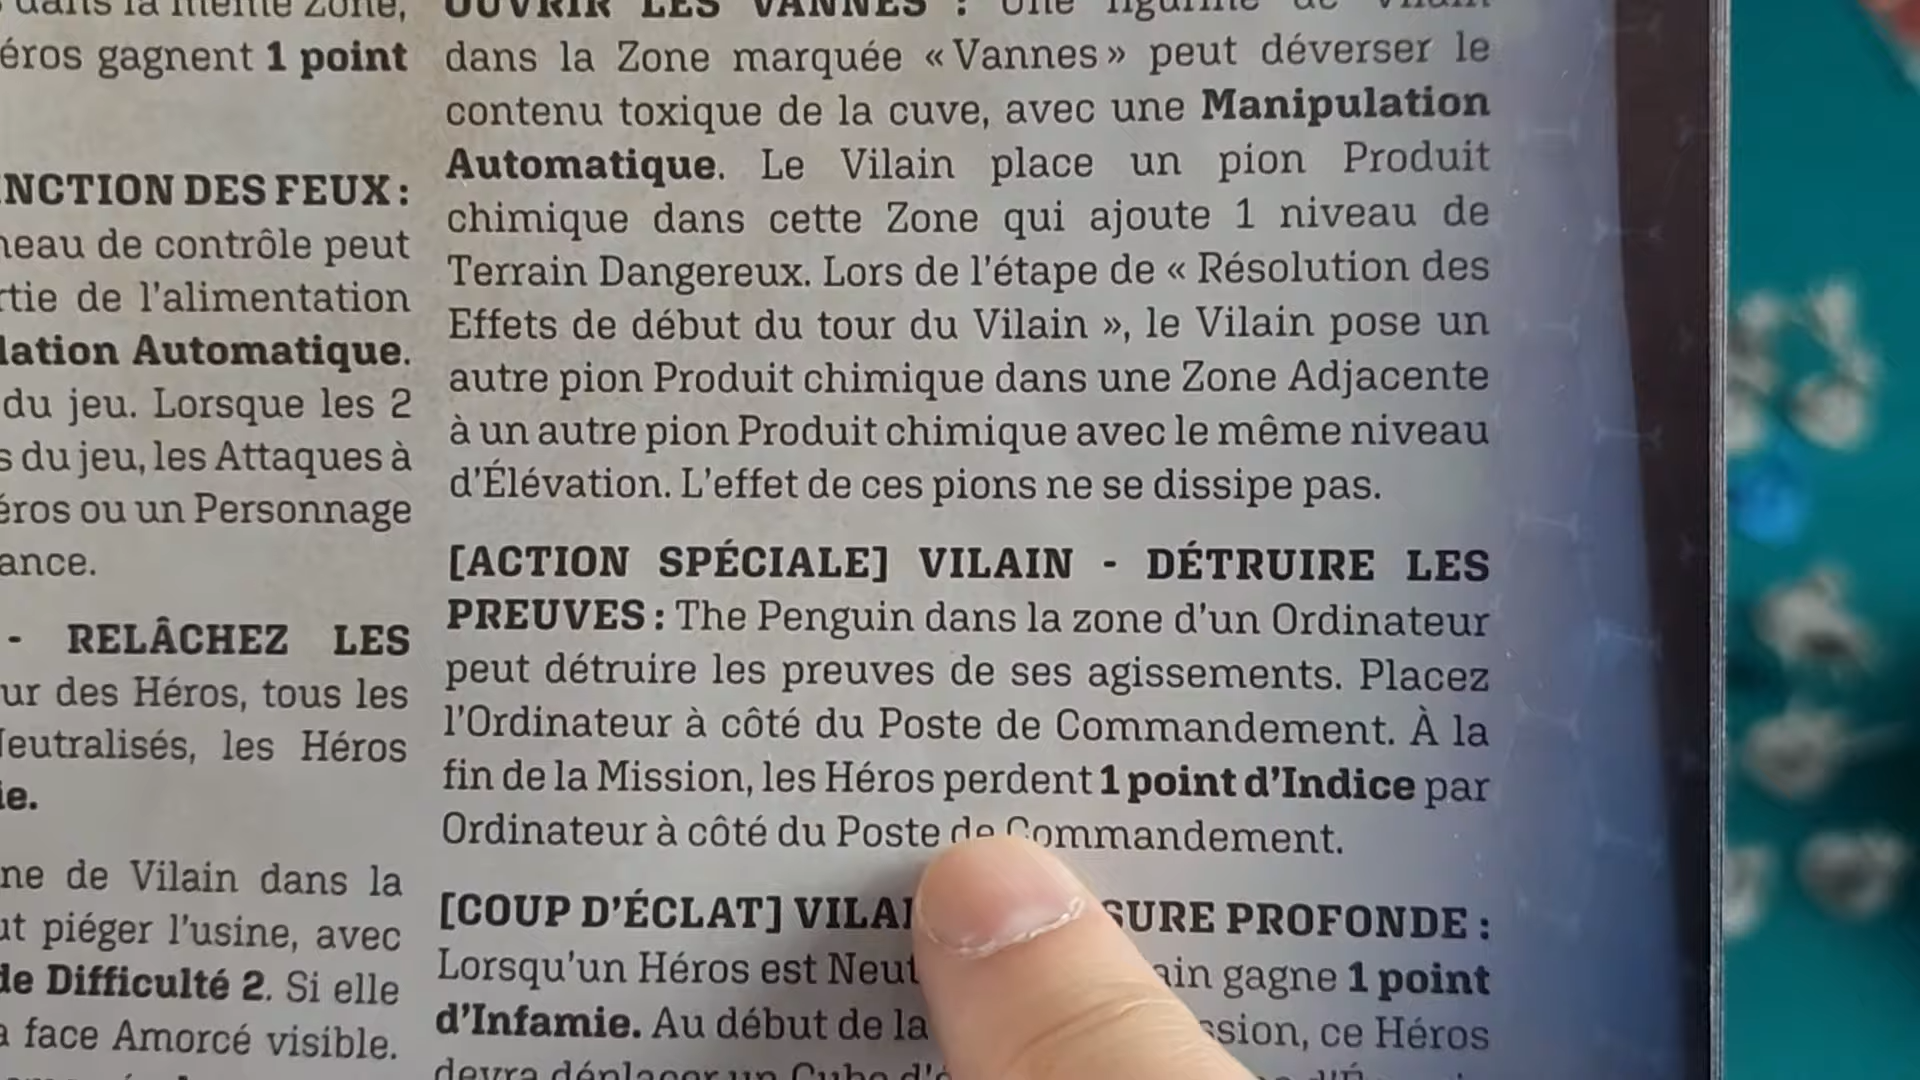 dans la même Zone,
éros gagnent 1 point
NCTION DES FEUX :
neau de contrôle peut
rtie de l'alimentation
lation Automatique.
du jeu. Lorsque les 2
s du jeu, les Attaques à
éros ou un Personnage
ance.
- RELÂCHEZ LES
ur des Héros, tous les
Neutralisés, les Héros
ie.
ne de Vilain dans la
ut piéger l'usine, avec
de Difficulté 2. Si elle
a face Amorcé visible.
OUVRIR LES VANNES : Une figurine de Vilain
dans la Zone marquée « Vannes » peut déverser le
contenu toxique de la cuve, avec une Manipulation
Automatique. Le Vilain place un pion Produit
chimique dans cette Zone qui ajoute 1 niveau de
Terrain Dangereux. Lors de l'étape de « Résolution des
Effets de début du tour du Vilain », le Vilain pose un
autre pion Produit chimique dans une Zone Adjacente
à un autre pion Produit chimique avec le même niveau
d'Élévation. L'effet de ces pions ne se dissipe pas.
[ACTION SPÉCIALE] VILAIN - DÉTRUIRE LES
PREUVES : The Penguin dans la zone d'un Ordinateur
peut détruire les preuves de ses agissements. Placez
l'Ordinateur à côté du Poste de Commandement. À la
fin de la Mission, les Héros perdent 1 point d'Indice par
Ordinateur à côté du Poste de Commandement.
[COUP D'ÉCLAT] VILAI SURE PROFONDE :
Lorsqu'un Héros est Neut ain gagne 1 point
d'Infamie. Au début de la ssion, ce Héros
devra déplacer un Cube d'é